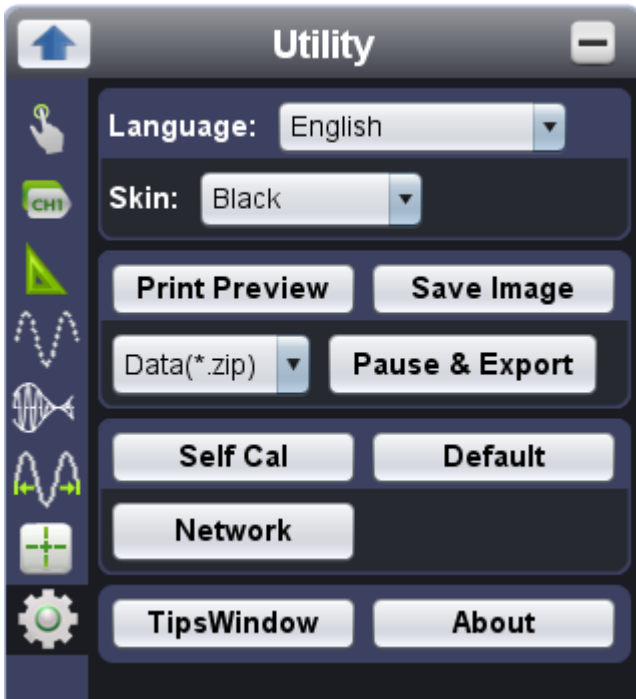 Utility
CH1
Language: English
Skin: Black
Print Preview Save Image
Data(*.zip) Pause & Export
Self Cal Default
Network
TipsWindow About